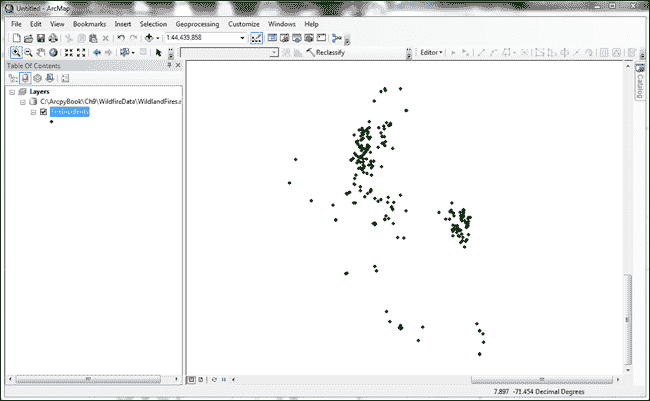 Untitled - ArcMap
File Edit View Bookmarks Insert Selection Geoprocessing Customize Windows Help
1:44,439,858
Reclassify
Editor
Table Of Contents
Layers
C:\ArcpyBook\Ch9\WildfireData\WildlandFires.
Catalog
7.897 -71.454 Decimal Degrees